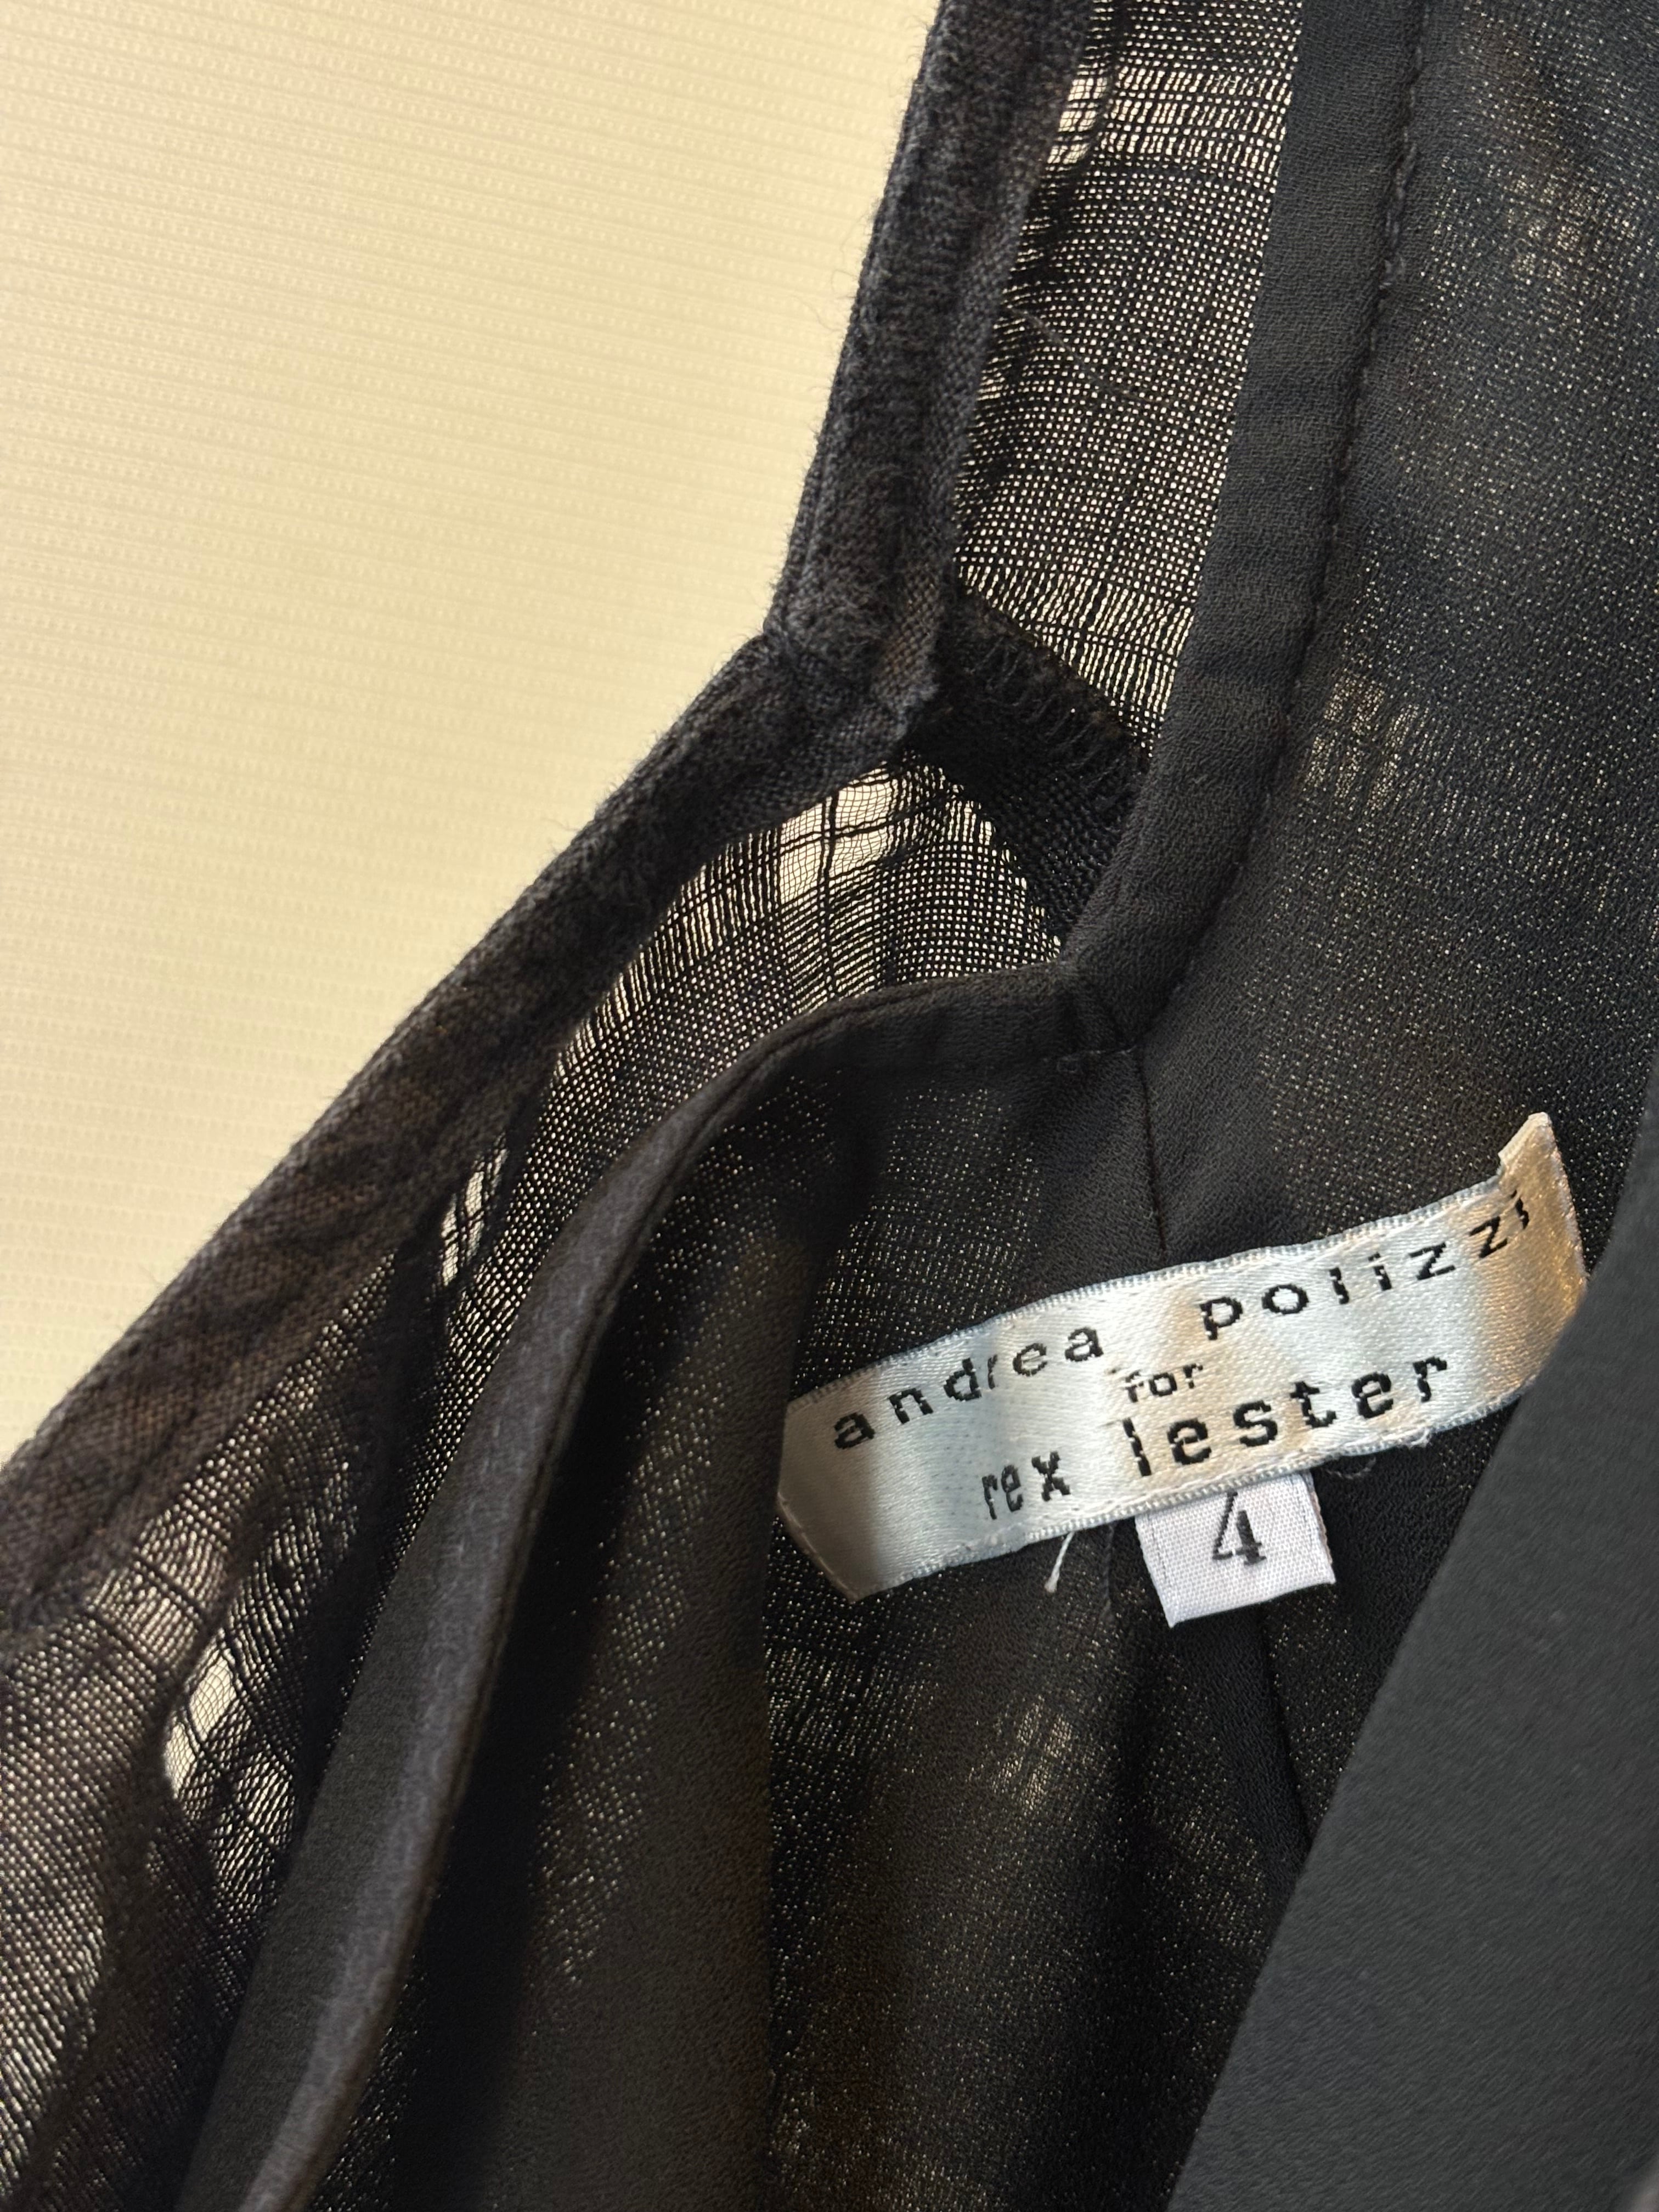 andrea polizzi
for
rex lester
4